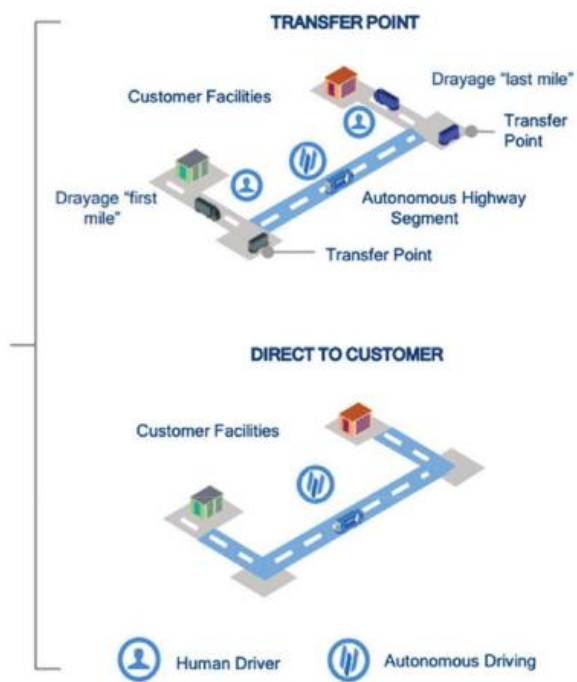 TRANSFER POINT
Drayage "last mile"
Customer Facilities
Transfer
Point
Drayage "first
mile"
Autonomous Highway
Segment
Transfer Point
DIRECT TO CUSTOMER
Customer Facilities
Human Driver
Autonomous Driving